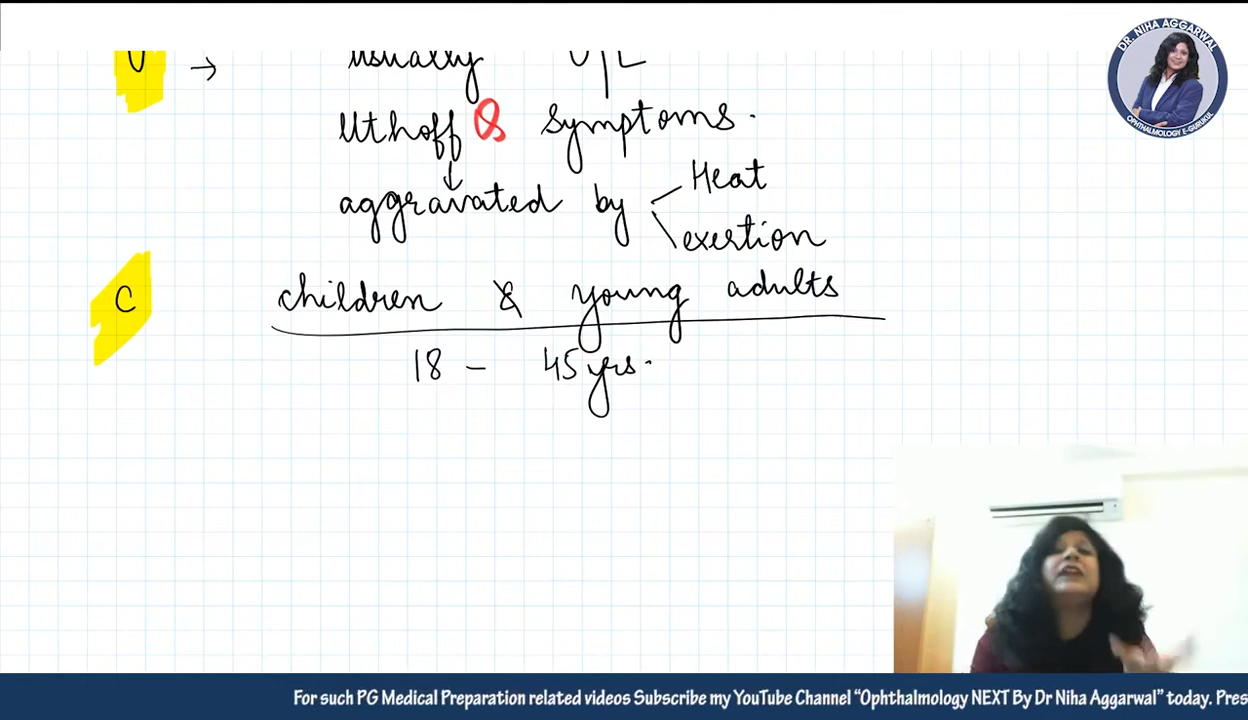 U → usually U/L
Uthoff's symptoms.
↓
aggravated by Heat
exertion
C children & young adults
18 - 45 yrs.
DR. NIHA AGGARWAL
OPHTHALMOLOGY E-GURUKUL
For such PG Medical Preparation related videos Subscribe my YouTube Channel “Ophthalmology NEXT By Dr Niha Aggarwal” today. Pres